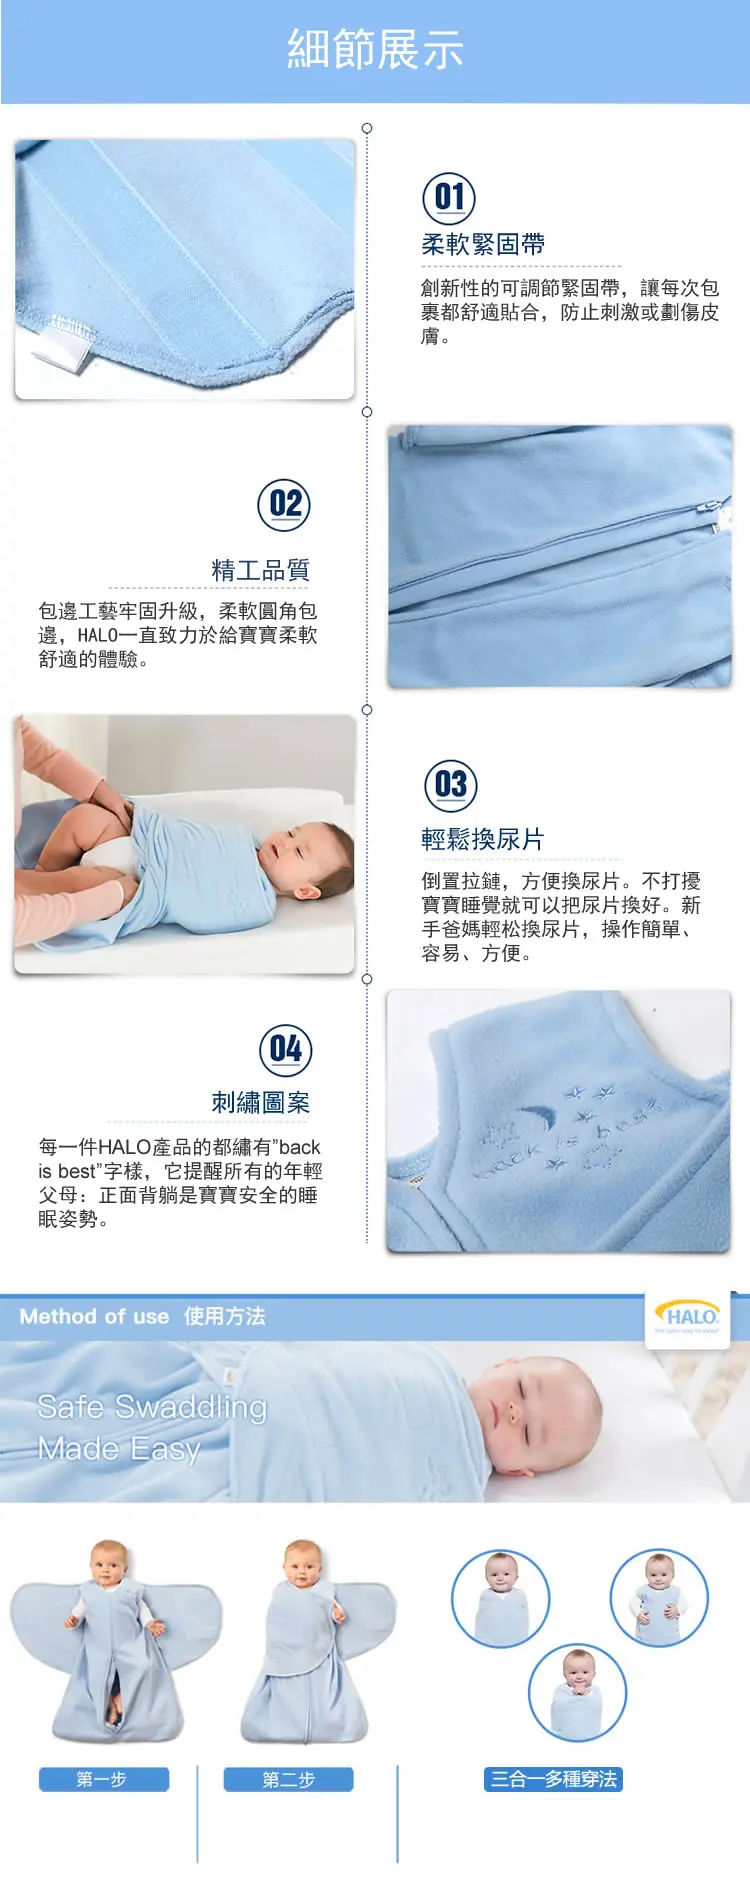 細節展示
01
柔軟緊固帶
創新性的可調節緊固帶，讓每次包
裹都舒適貼合，防止刺激或劃傷皮
膚。
02
精工品質
包邊工藝牢固升級，柔軟圓角包
邊，HALO一直致力於給寶寶柔軟
舒適的體驗。
03
輕鬆換尿片
倒置拉鏈，方便換尿片。不打擾
寶寶睡覺就可以把尿片換好。新
手爸媽輕松換尿片，操作簡單、
容易、方便。
04
刺繡圖案
每一件HALO產品的都繡有”back
is best”字樣，它提醒所有的年輕
父母：正面背躺是寶寶安全的睡
眠姿勢。
back is best
Method of use 使用方法
HALO
Safe Swaddling
Made Easy
第一步
第二步
三合一多種穿法